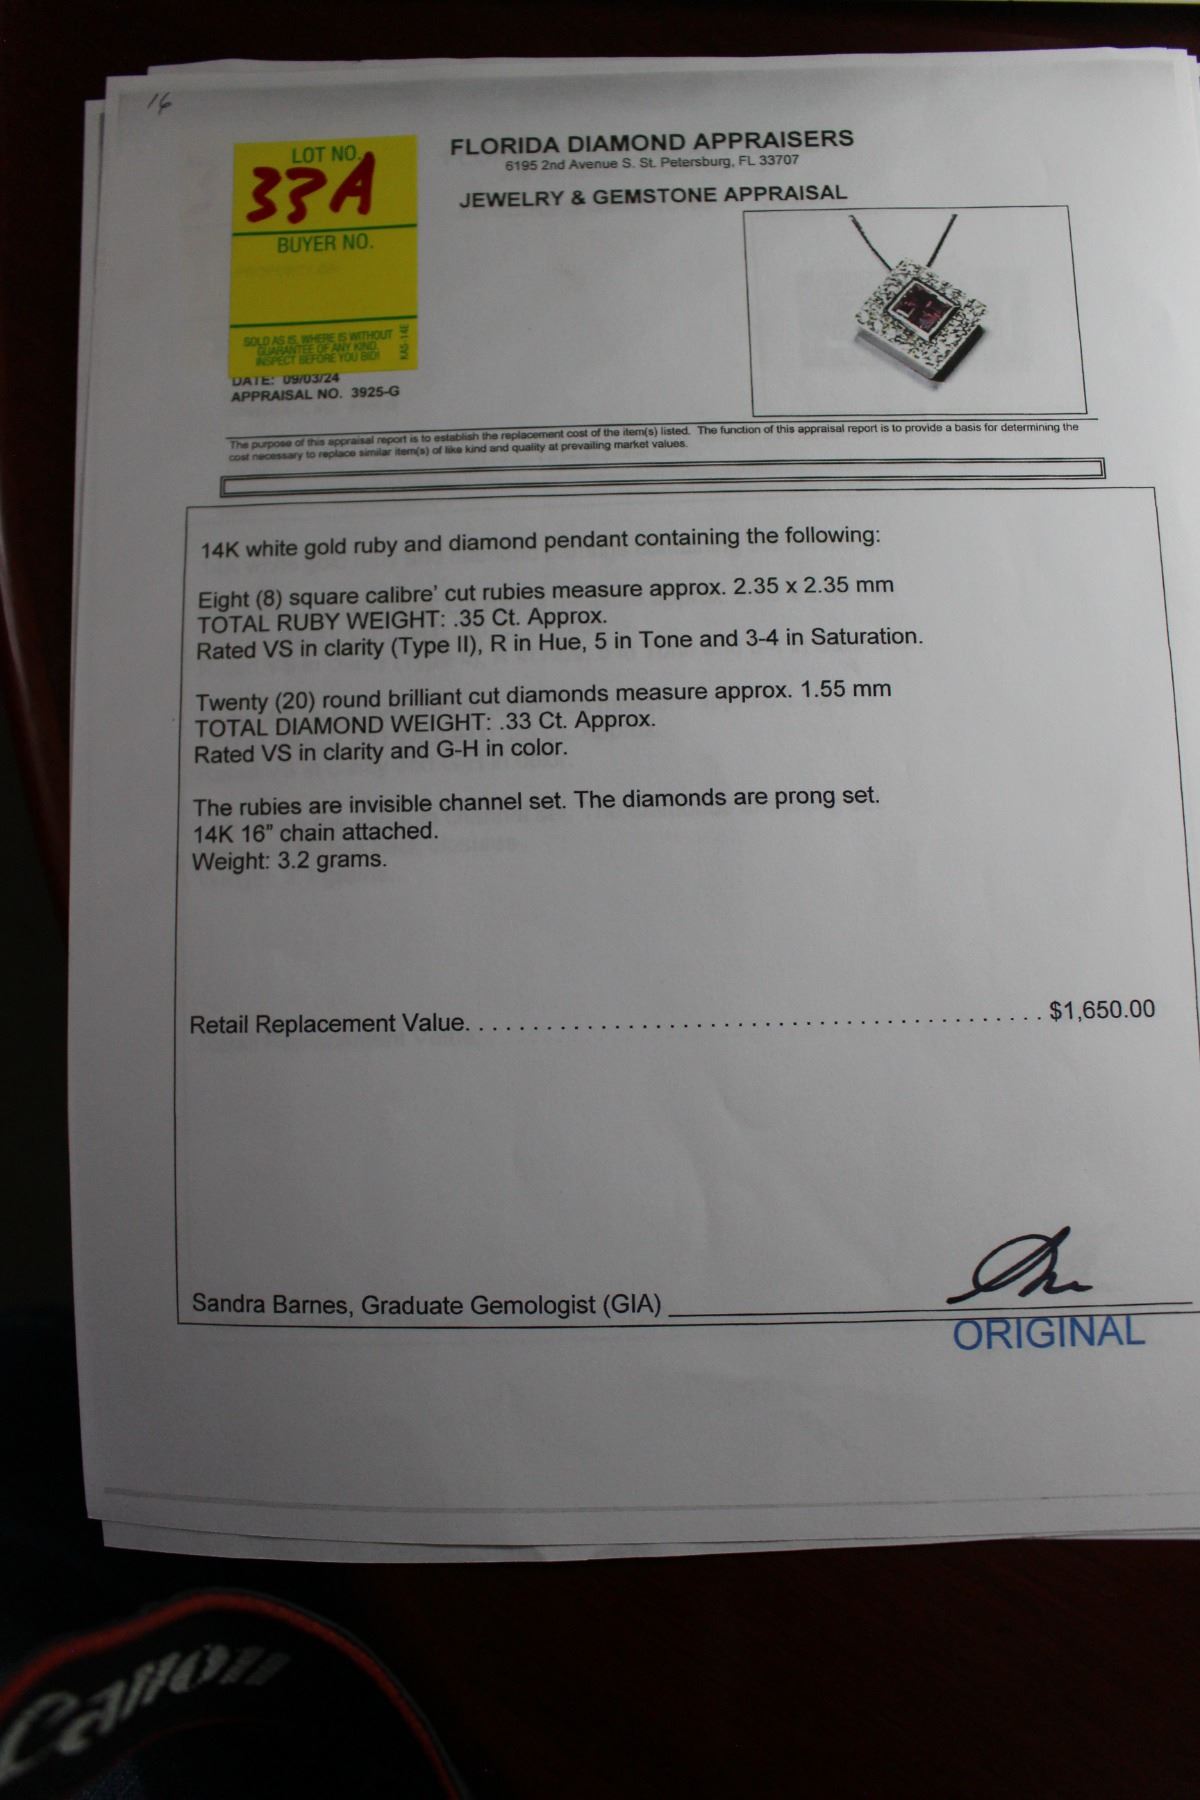 16
LOT NO.
33A
BUYER NO.
SOLD AS IS, WHERE IS WITHOUT
GUARANTEE OF ANY KIND.
INSPECT BEFORE YOU BID!
KAS-14E
FLORIDA DIAMOND APPRAISERS
6195 2nd Avenue S. St. Petersburg, FL 33707
JEWELRY & GEMSTONE APPRAISAL
DATE: 09/03/24
APPRAISAL NO. 3925-G
The purpose of this appraisal report is to establish the replacement cost of the item(s) listed. The function of this appraisal report is to provide a basis for determining the
cost necessary to replace similar item(s) of like kind and quality at prevailing market values.
14K white gold ruby and diamond pendant containing the following:
Eight (8) square calibre' cut rubies measure approx. 2.35 x 2.35 mm
TOTAL RUBY WEIGHT: .35 Ct. Approx.
Rated VS in clarity (Type II), R in Hue, 5 in Tone and 3-4 in Saturation.
Twenty (20) round brilliant cut diamonds measure approx. 1.55 mm
TOTAL DIAMOND WEIGHT: .33 Ct. Approx.
Rated VS in clarity and G-H in color.
The rubies are invisible channel set. The diamonds are prong set.
14K 16" chain attached.
Weight: 3.2 grams.
Retail Replacement Value. . . . . . . . . . . . . . . . . . . . . . . . . . . . . . . . . . . . . . . . . . . $1,650.00
Sandra Barnes, Graduate Gemologist (GIA)
ORIGINAL
Canon